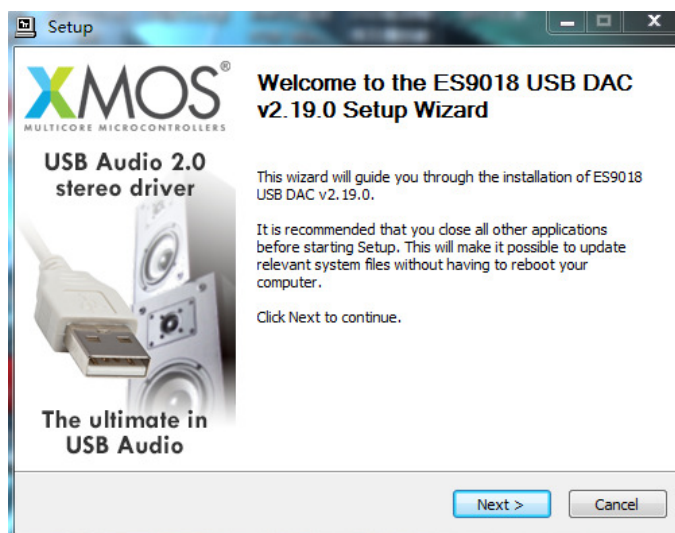 Setup
XMOS®
MULTICORE MICROCONTROLLERS
USB Audio 2.0
stereo driver
The ultimate in
USB Audio
Welcome to the ES9018 USB DAC
v2.19.0 Setup Wizard
This wizard will guide you through the installation of ES9018
USB DAC v2.19.0.
It is recommended that you close all other applications
before starting Setup. This will make it possible to update
relevant system files without having to reboot your
computer.
Click Next to continue.
Next >
Cancel